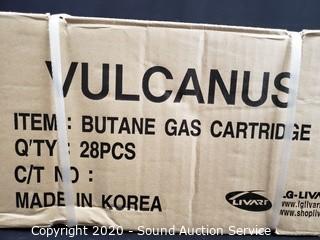 VULCANUS
ITEM : BUTANE GAS CARTRIDGE
Q'TY : 28PCS
C/T NO :
MADE IN KOREA
LIVART
Copyright 2020 - Sound Auction Service